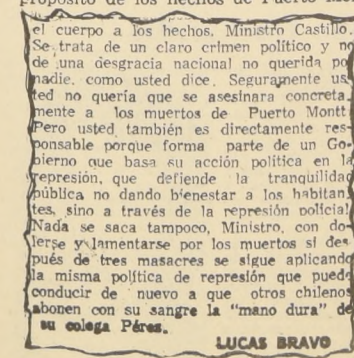 el cuerpo a los hechos. Ministro Castillo.
Se trata de un claro crimen político y no
de una desgracia nacional no querida po
nadie. como usted dice. Seguramente us
ted no quería que se asesinara concreta.
mente a los muertos de Puerto Montt
Pero usted también es directamente res-
ponsable porque forma parte de un Go-
bierno que basa su acción política en la
represión, que defiende la tranquilidad
pública no dando bienestar a los habitan
tes, sino a través de la represión policial
Nada se saca tampoco, Ministro, con do-
lerse y lamentarse por los muertos si des-
pués de tres masacres se sigue aplicando
la misma política de represión que puede
conducir de nuevo a que otros chilenos
abonen con su sangre la "mano dura" de
su colega Péres.
LUCAS BRAVO